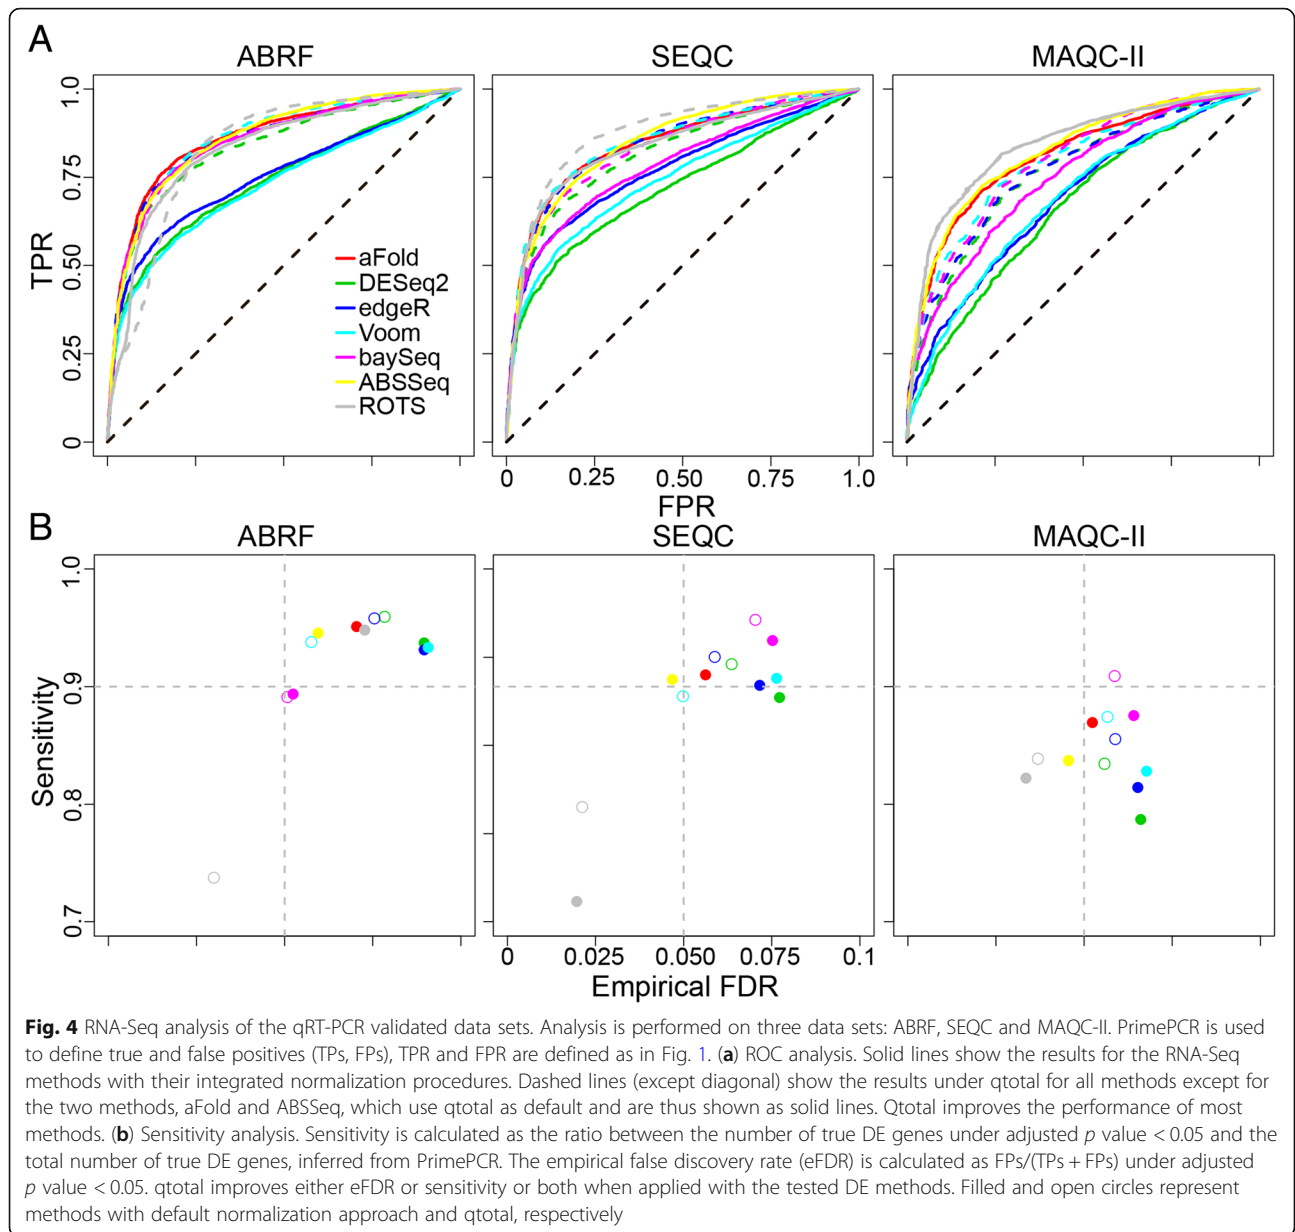 A
ABRF
SEQC
MAQC-II
1.0
0.75
0.50
0.25
0
TPR
aFold
DESeq2
edgeR
Voom
baySeq
ABSSeq
ROTS
0
0.25
0.50
0.75
1.0
FPR
B
ABRF
SEQC
MAQC-II
1.0
0.9
0.8
0.7
Sensitivity
0
0.025
0.050
0.075
0.1
Empirical FDR
Fig. 4 RNA-Seq analysis of the qRT-PCR validated data sets. Analysis is performed on three data sets: ABRF, SEQC and MAQC-II. PrimePCR is used
to define true and false positives (TPs, FPs), TPR and FPR are defined as in Fig. 1. (a) ROC analysis. Solid lines show the results for the RNA-Seq
methods with their integrated normalization procedures. Dashed lines (except diagonal) show the results under qtotal for all methods except for
the two methods, aFold and ABSSeq, which use qtotal as default and are thus shown as solid lines. Qtotal improves the performance of most
methods. (b) Sensitivity analysis. Sensitivity is calculated as the ratio between the number of true DE genes under adjusted p value < 0.05 and the
total number of true DE genes, inferred from PrimePCR. The empirical false discovery rate (eFDR) is calculated as FPs/(TPs + FPs) under adjusted
p value < 0.05. qtotal improves either eFDR or sensitivity or both when applied with the tested DE methods. Filled and open circles represent
methods with default normalization approach and qtotal, respectively